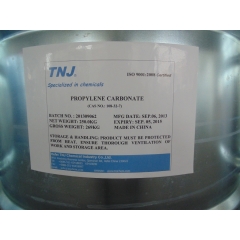 ISO 9001:2008 Certified
TNJ
Specialized in chemicals
PROPYLENE CARBONATE
(CAS NO.: 108-32-7)
BATCH NO.: 201309062 MFG DATE: SEP.06, 2013
NET WEIGHT: 250.0KG EXPIRY: SEP. 05, 2015
GROSS WEIGHT: 269KG MADE IN CHINA
STORAGE & HANDLING: PRODUCT MUST BE PROTECTED
FROM HEAT. ENSURE THOROUGH VENTILATION OF
WORK AND STORAGE AREA.